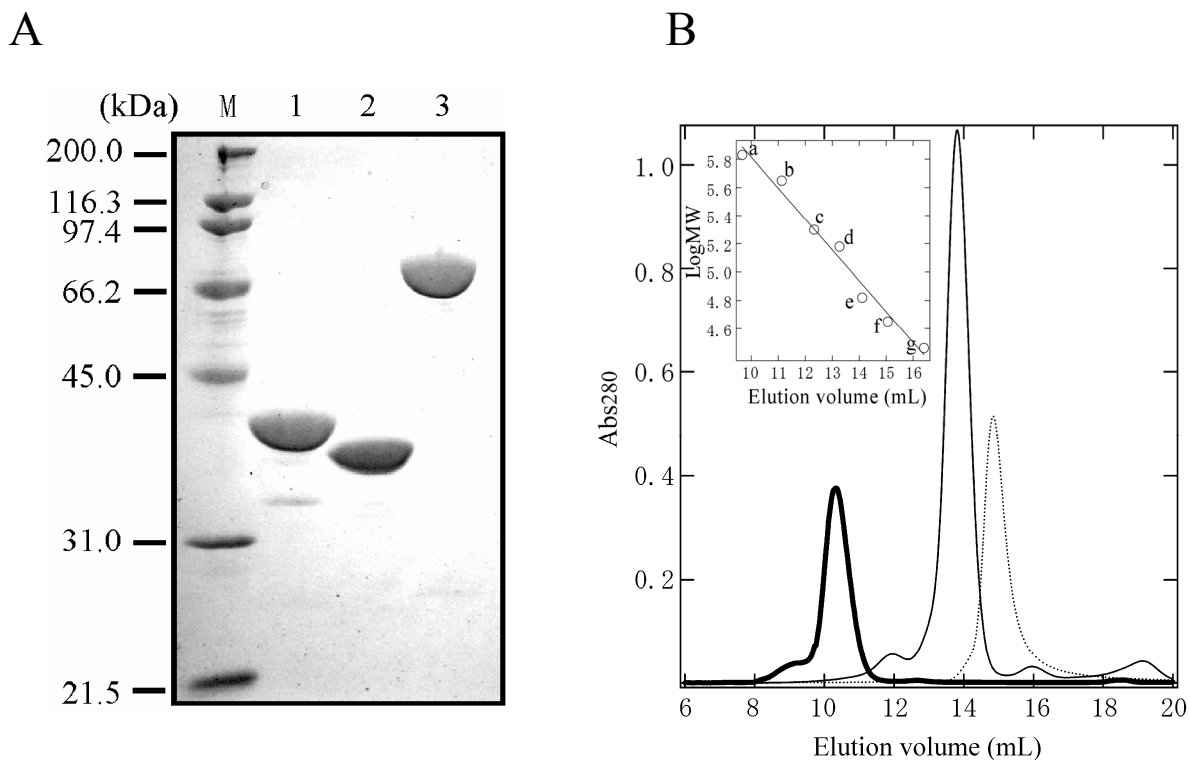 A
B
(kDa) M 1 2 3
200.0
116.3
97.4
66.2
45.0
31.0
21.5
1.0
0.8
0.6
0.4
0.2
Abs280
6 8 10 12 14 16 18 20
Elution volume (mL)
5.8
5.6
5.4
5.2
5.0
4.8
4.6
LogMW
a
b
c
d
e
f
g
10 11 12 13 14 15 16
Elution volume (mL)